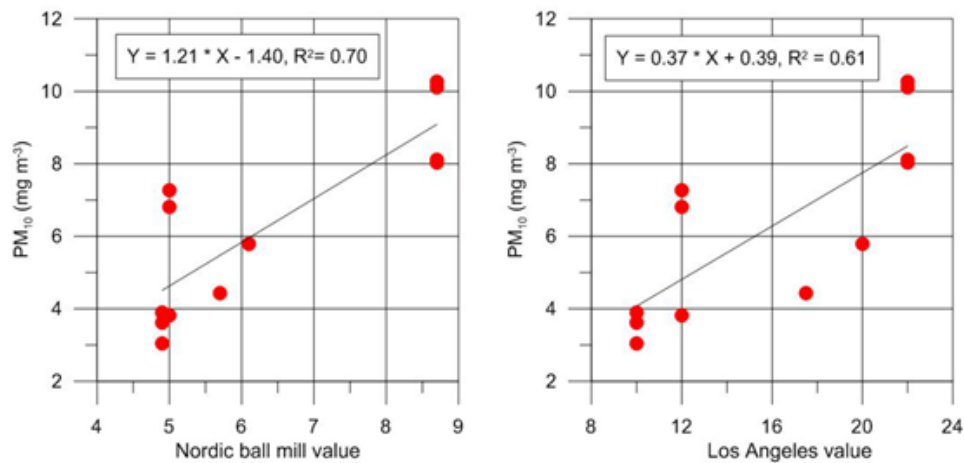 Y = 1.21 * X - 1.40, R²= 0.70
12
10
8
6
4
2
PM₁₀ (mg m⁻³)
4 5 6 7 8 9
Nordic ball mill value
Y = 0.37 * X + 0.39, R² = 0.61
12
10
8
6
4
2
PM₁₀ (mg m⁻³)
8 12 16 20 24
Los Angeles value